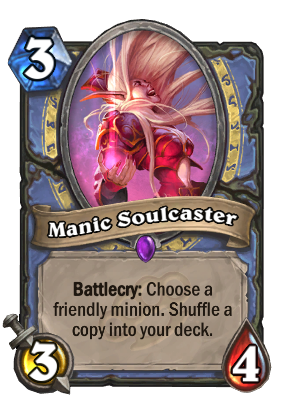 3
Manic Soulcaster
Battlecry: Choose a
friendly minion. Shuffle a
copy into your deck.
3
4